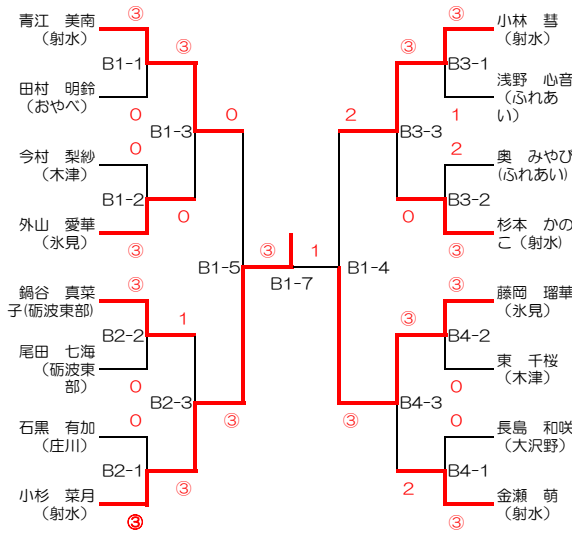 青江　美南
（射水）
③
B1-1
③
田村　明鈴
（おやべ）
0
B1-3
0
今村　梨紗
（木津）
0
B1-2
0
外山　愛華
（氷見）
③
B1-5
③
1
B1-7
鍋谷　真菜
子(砺波東部)
③
B2-2
1
尾田　七海
（砺波東
部）
0
B2-3
③
石黒　有加
（庄川）
0
B2-1
③
小杉　菜月
（射水）
③
小林　彗
（射水）
③
B3-1
③
浅野　心音
（ふれあ
い）
1
B3-3
2
奥　みやび
(ふれあい)
2
B3-2
0
杉本　かの
こ（射水）
③
B1-4
藤岡　瑠華
（氷見）
③
B4-2
③
東　千桜
（木津）
0
B4-3
③
長島　和咲
（大沢野）
0
B4-1
2
金瀬　萌
（射水）
③